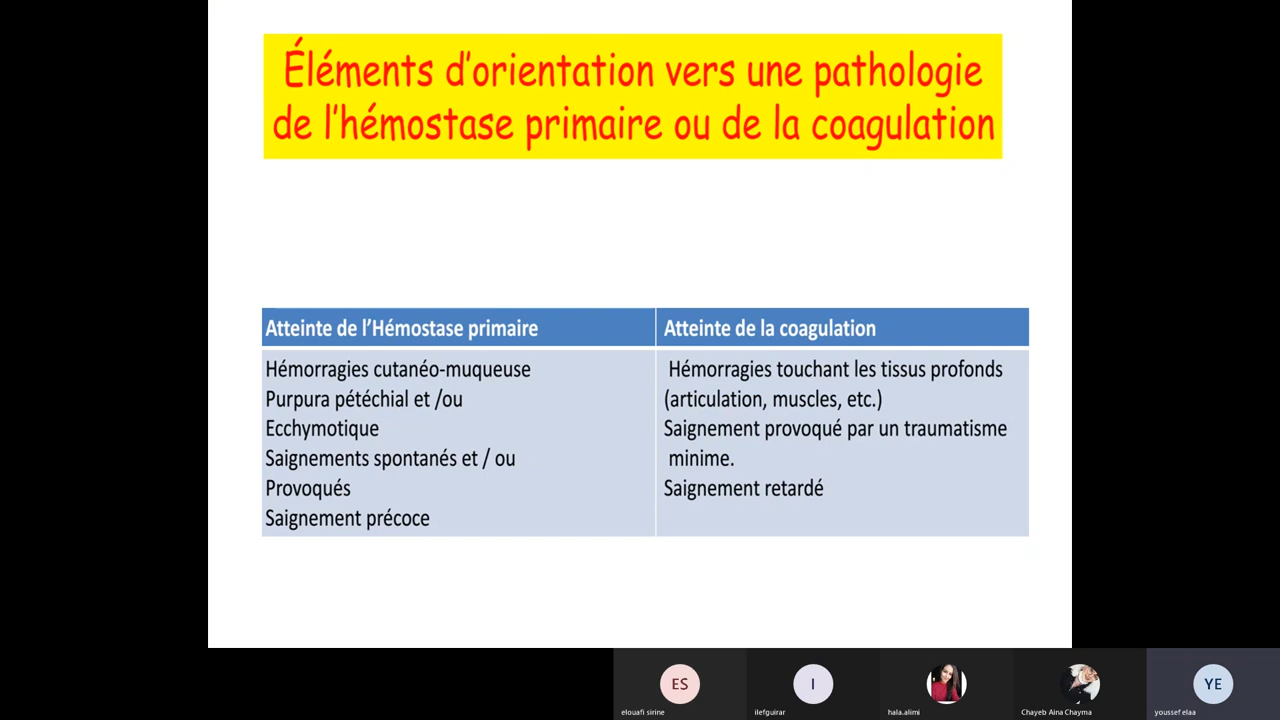 Éléments d'orientation vers une pathologie
de l'hémostase primaire ou de la coagulation
Atteinte de l'Hémostase primaire
Atteinte de la coagulation
Hémorragies cutanéo-muqueuse
Purpura pétéchial et /ou
Ecchymotique
Saignements spontanés et / ou
Provoqués
Saignement précoce
Hémorragies touchant les tissus profonds
(articulation, muscles, etc.)
Saignement provoqué par un traumatisme
minime.
Saignement retardé
ES
I
YE
elouafi sirine
ilefguirar
hala.alimi
Chayeb Aina Chayma
youssef elaa